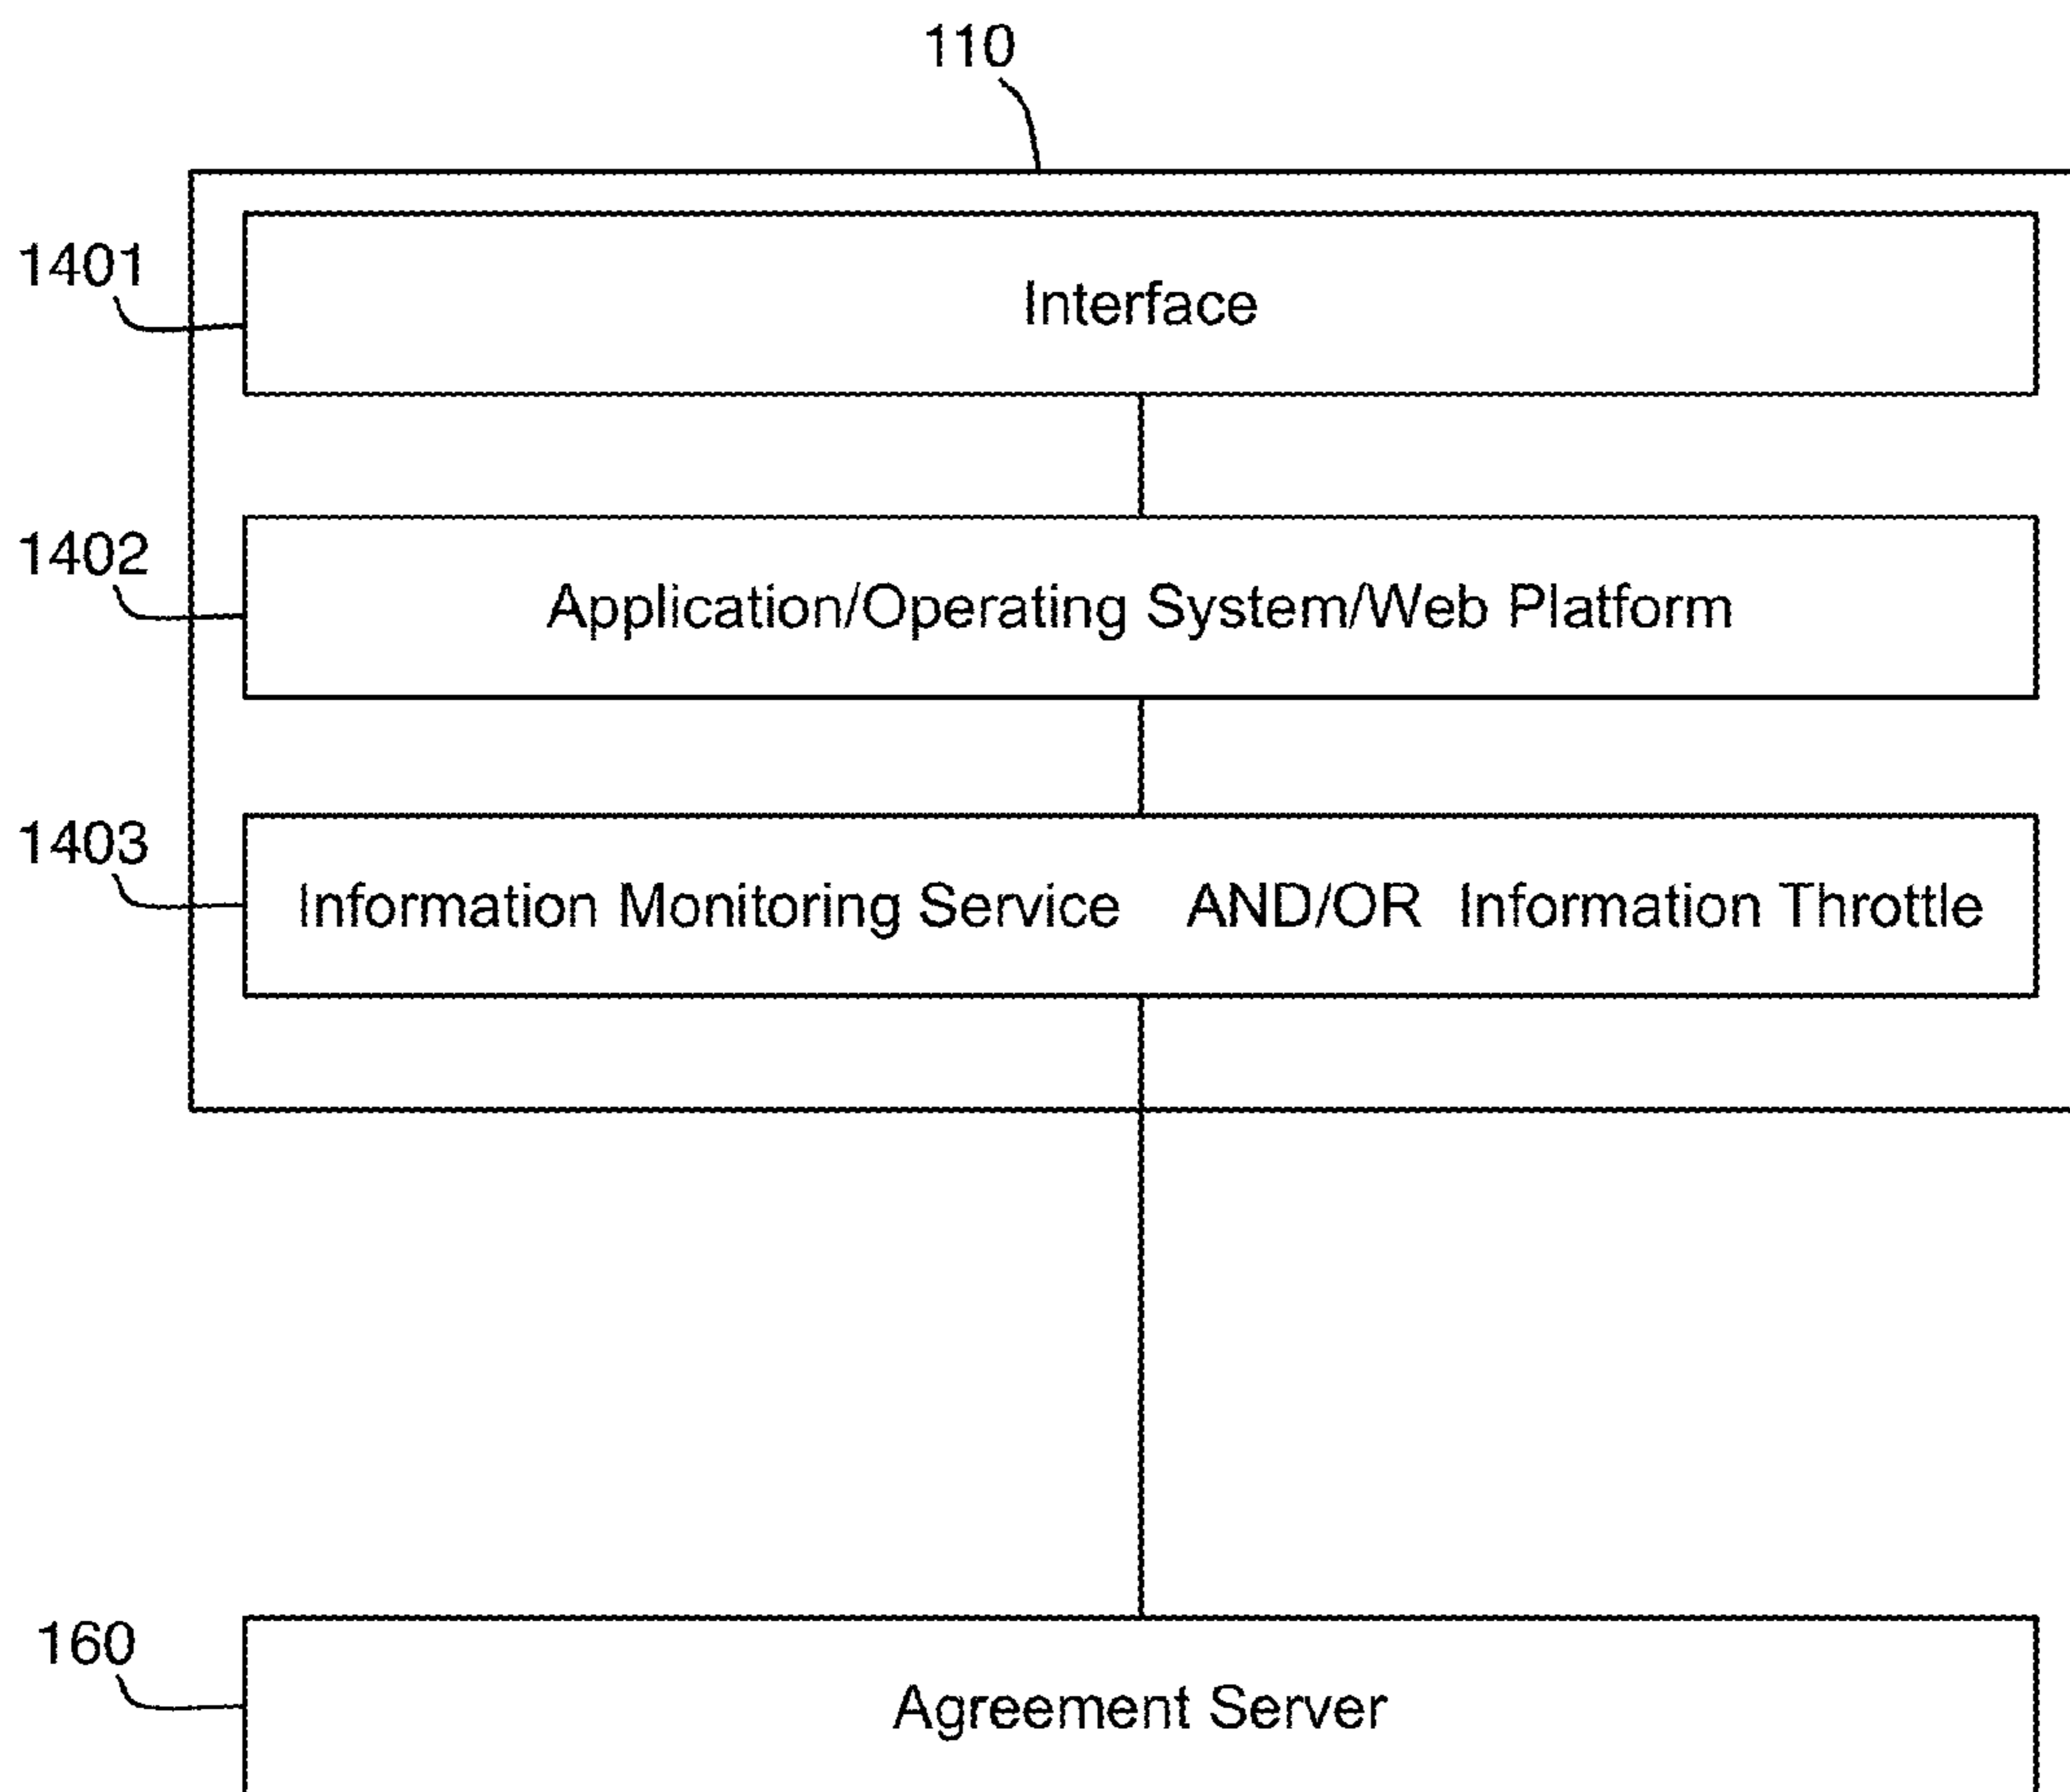 110
1401
Interface
1402
Application/Operating System/Web Platform
1403
Information Monitoring Service AND/OR Information Throttle
160
Agreement Server